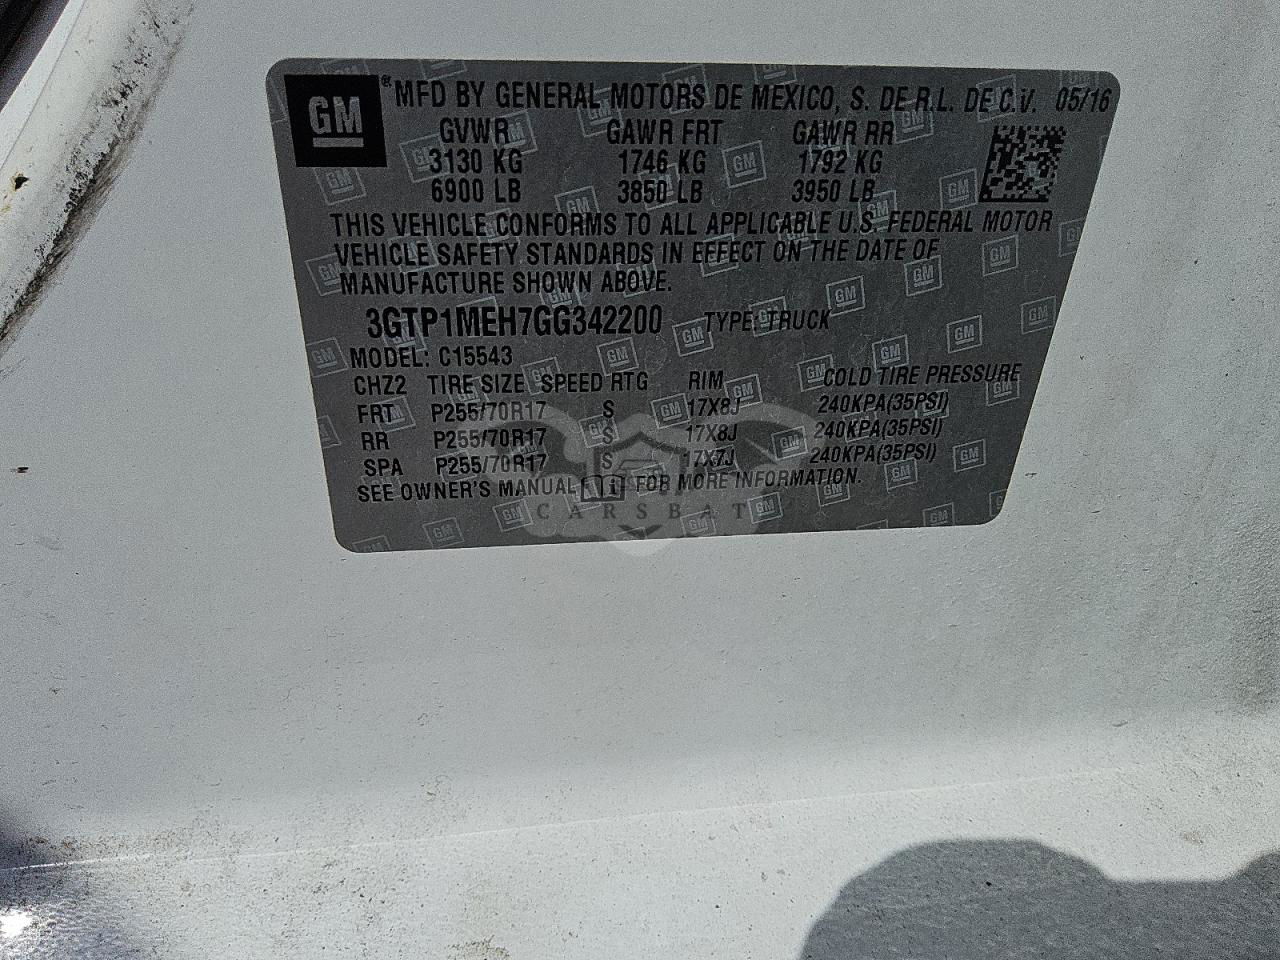 GM
® MFD BY GENERAL MOTORS DE MEXICO, S. DE R.L. DE C.V. 05/16
GVWR GAWR FRT GAWR RR
3130 KG 1746 KG 1792 KG
6900 LB 3850 LB 3950 LB
THIS VEHICLE CONFORMS TO ALL APPLICABLE U.S. FEDERAL MOTOR
VEHICLE SAFETY STANDARDS IN EFFECT ON THE DATE OF
MANUFACTURE SHOWN ABOVE.
3GTP1MEH7GG342200 TYPE: TRUCK
MODEL: C15543
CHZ2 TIRE SIZE SPEED RTG RIM COLD TIRE PRESSURE
FRT P255/70R17 S 17X8J 240KPA(35PSI)
RR P255/70R17 S 17X8J 240KPA(35PSI)
SPA P255/70R17 S 17X7J 240KPA(35PSI)
SEE OWNER'S MANUAL FOR MORE INFORMATION.
CARSBAT